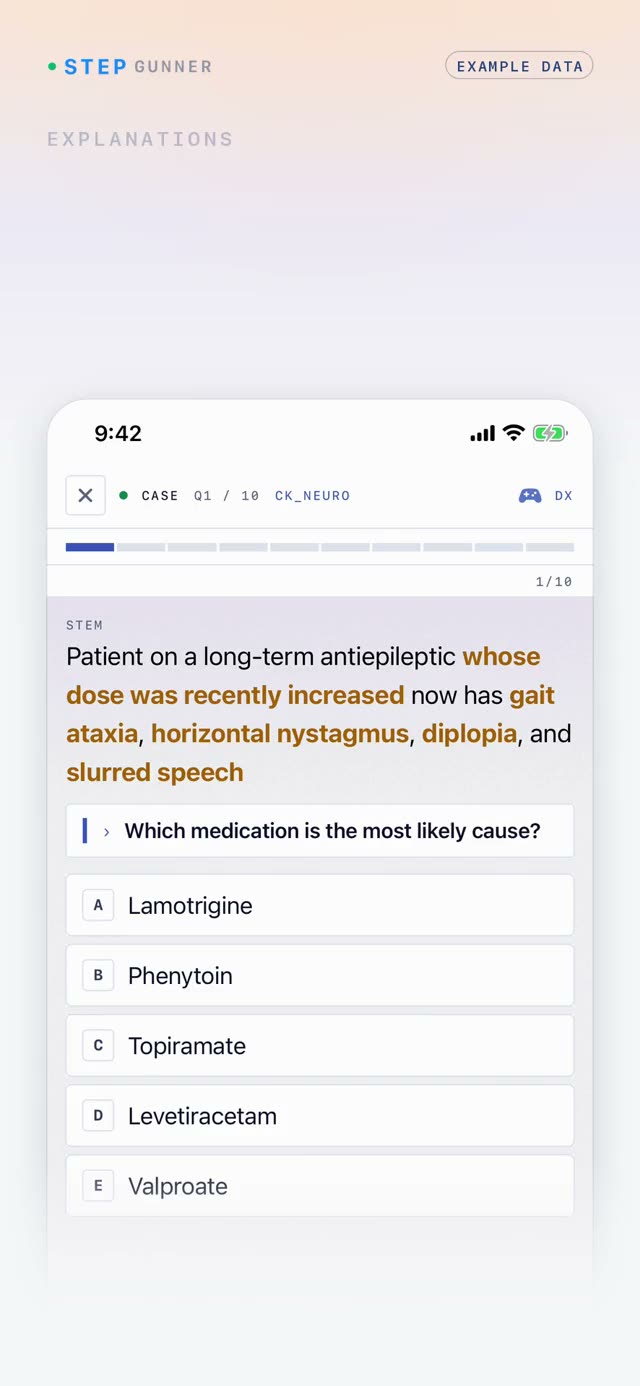 STEP GUNNER
EXAMPLE DATA
EXPLANATIONS
9:42
CASE Q1 / 10 CK_NEURO
DX
1/10
STEM
Patient on a long-term antiepileptic whose
dose was recently increased now has gait
ataxia, horizontal nystagmus, diplopia, and
slurred speech
› Which medication is the most likely cause?
A Lamotrigine
B Phenytoin
C Topiramate
D Levetiracetam
E Valproate